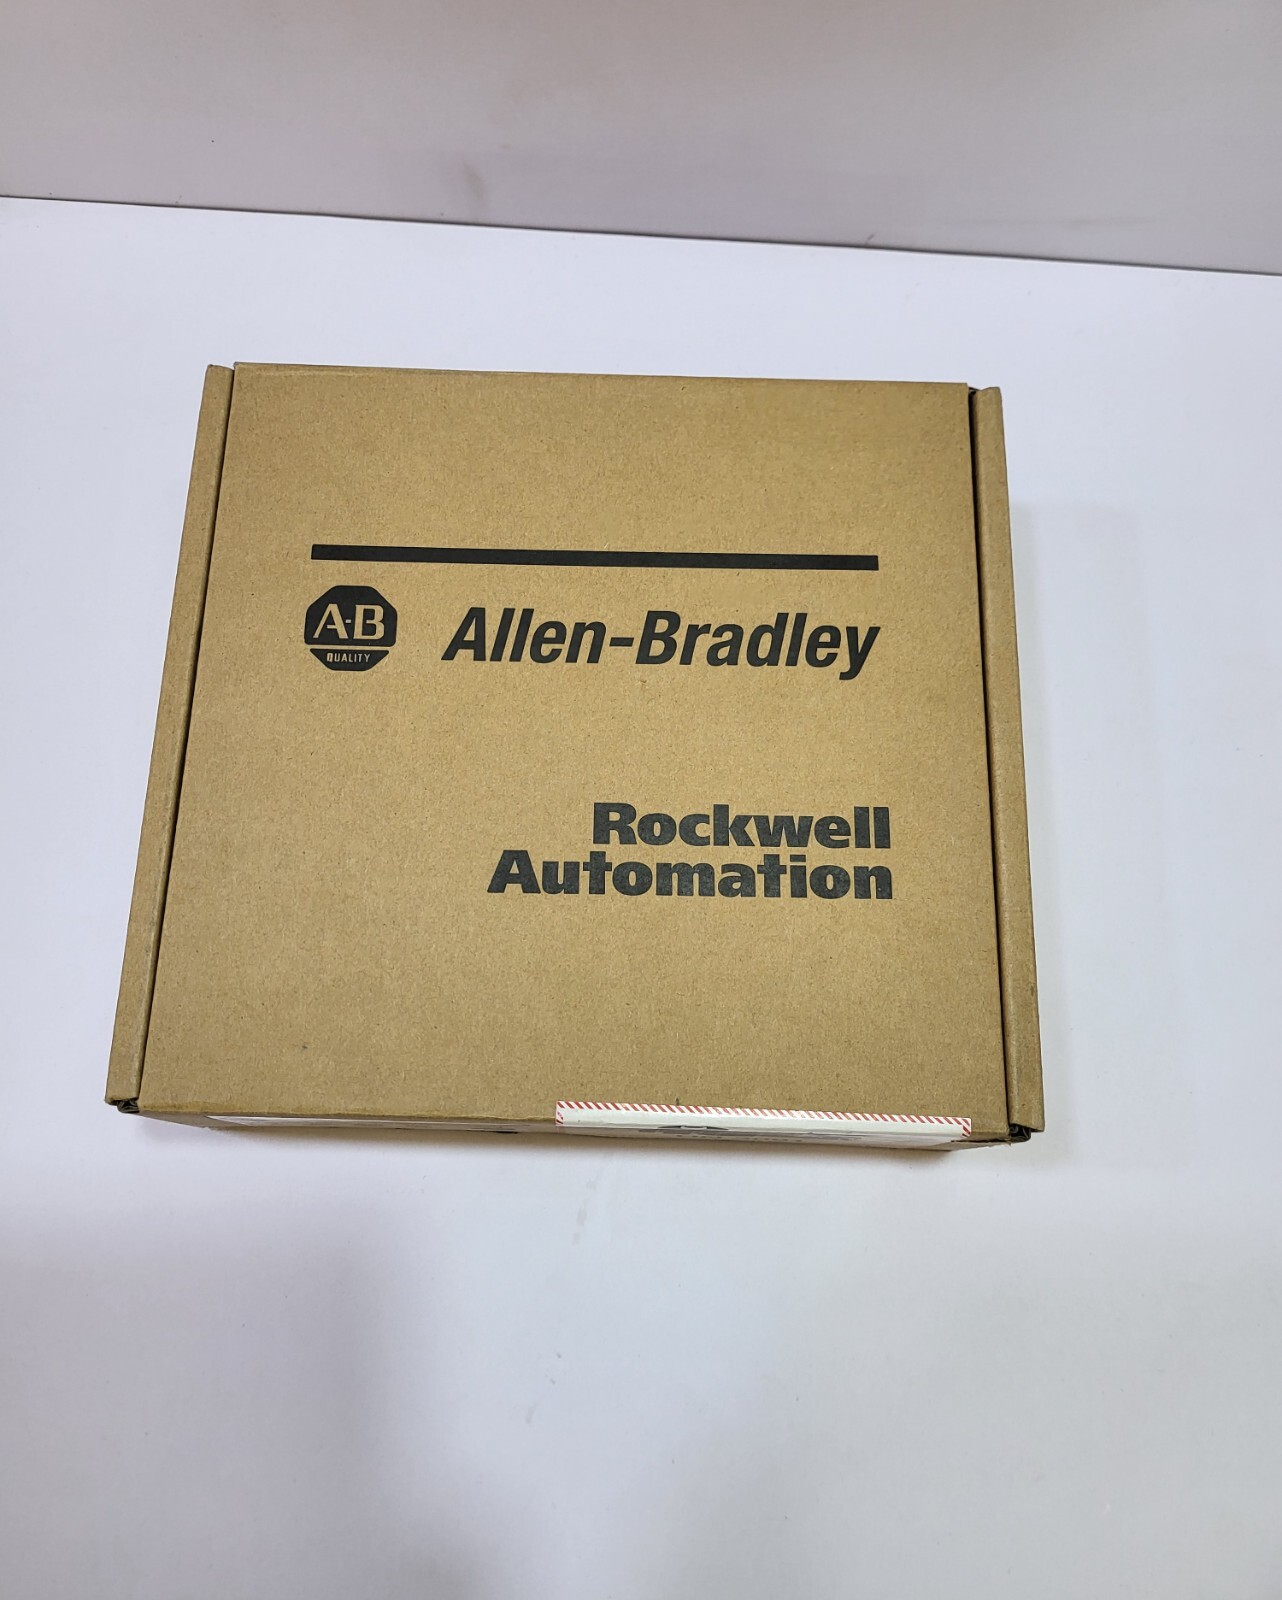 A-B
QUALITY
Allen-Bradley
Rockwell
Automation